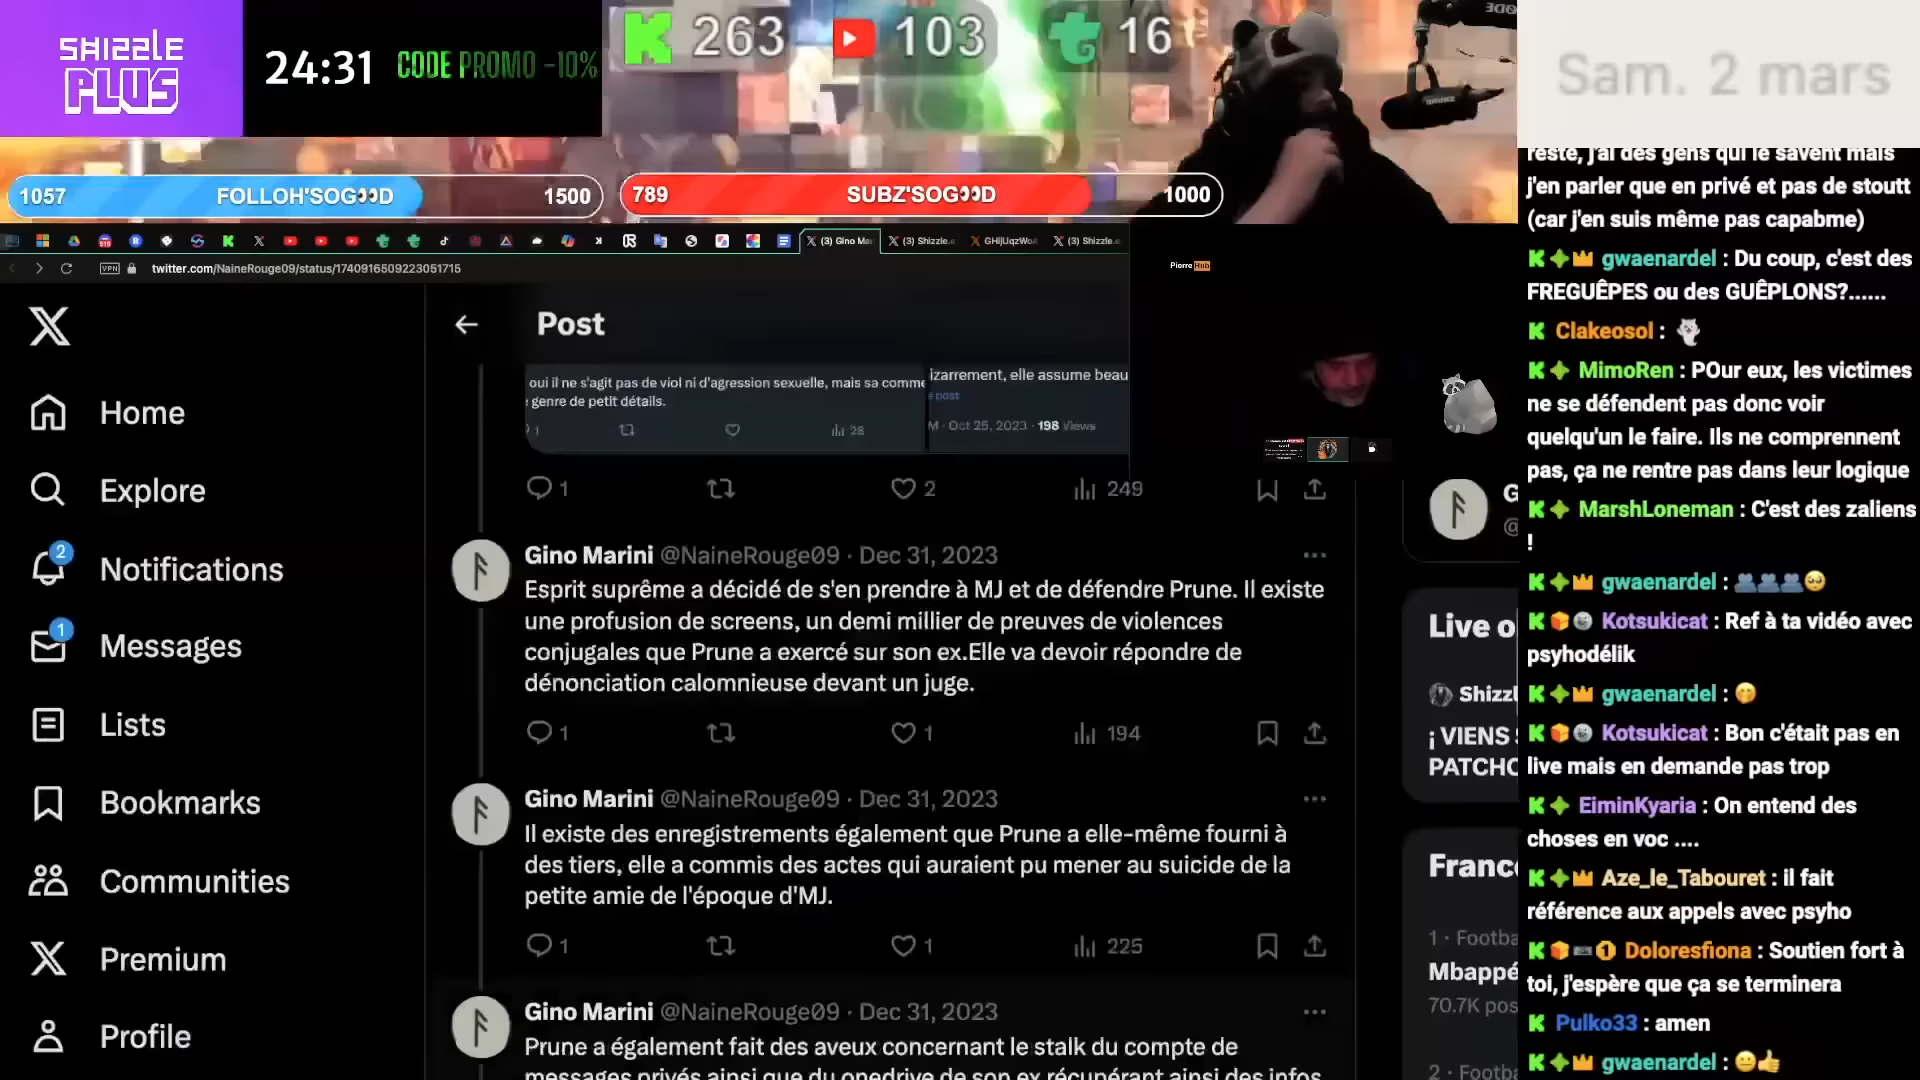 SHIZZLE
PLUS
24:31
CODE PROMO -10%
263
103
16
Sam. 2 mars
1057
FOLLOH'SOG👀D
1500
789
SUBZ'SOG👀D
1000
(3) Gino Mar
(3) Shizzle.
GHIjUqzWoA
(3) Shizzle.
VPN
twitter.com/NaineRouge09/status/1740916509223051715
Pierre Hub
Home
Explore
2
Notifications
1
Messages
Lists
Bookmarks
Communities
Premium
Profile
Post
oui il ne s'agit pas de viol ni d'agression sexuelle, mais sa comme
genre de petit détails.
1
28
izarrement, elle assume beau
post
M · Oct 25, 2023 · 198 Views
1
2
249
Gino Marini @NaineRouge09 · Dec 31, 2023
Esprit suprême a décidé de s'en prendre à MJ et de défendre Prune. Il existe
une profusion de screens, un demi millier de preuves de violences
conjugales que Prune a exercé sur son ex.Elle va devoir répondre de
dénonciation calomnieuse devant un juge.
1
1
194
Gino Marini @NaineRouge09 · Dec 31, 2023
Il existe des enregistrements également que Prune a elle-même fourni à
des tiers, elle a commis des actes qui auraient pu mener au suicide de la
petite amie de l'époque d'MJ.
1
1
225
Gino Marini @NaineRouge09 · Dec 31, 2023
Prune a également fait des aveux concernant le stalk du compte de
messages privés ainsi que du onedrive de son ex récupérant ainsi des infos
G
@
Live o
Shizzl
¡ VIENS
PATCHO
France
1 · Footba
Mbappé
70.7K pos
2 · Footba
reste, j'ai des gens qui le savent mais
j'en parler que en privé et pas de stoutt
(car j'en suis même pas capabme)
gwaenardel : Du coup, c'est des
FREGUÊPES ou des GUÊPLONS?......
Clakeosol : 
MimoRen : POur eux, les victimes
ne se défendent pas donc voir
quelqu'un le faire. Ils ne comprennent
pas, ça ne rentre pas dans leur logique
MarshLoneman : C'est des zaliens
!
gwaenardel : 🫂🫂🫂🥺
Kotsukicat : Ref à ta vidéo avec
psyhodélik
gwaenardel : 🤭
Kotsukicat : Bon c'était pas en
live mais en demande pas trop
EiminKyaria : On entend des
choses en voc ....
Aze_le_Tabouret : il fait
référence aux appels avec psyho
Doloresfiona : Soutien fort à
toi, j'espère que ça se terminera
Pulko33 : amen
gwaenardel : 🙂👍